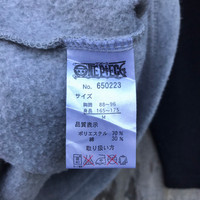 ONE PIECE
No. 650223
サイズ
胸囲 88～96
身長 165～175
M
品質表示
ポリエステル 70%
綿 30%
取り扱い方